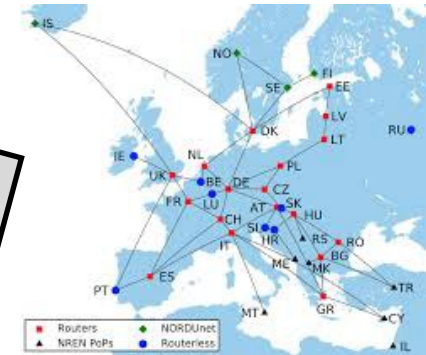 IS
NO
FI
SE
EE
LV
DK
LT
RU
IE
NL
PL
UK
BE
DE
CZ
FR
LU
AT
SK
HU
CH
SI
HR
RS
RO
IT
BG
ME
MK
ES
PT
TR
MT
GR
CY
IL
Routers
NORDUnet
NREN PoPs
Routerless